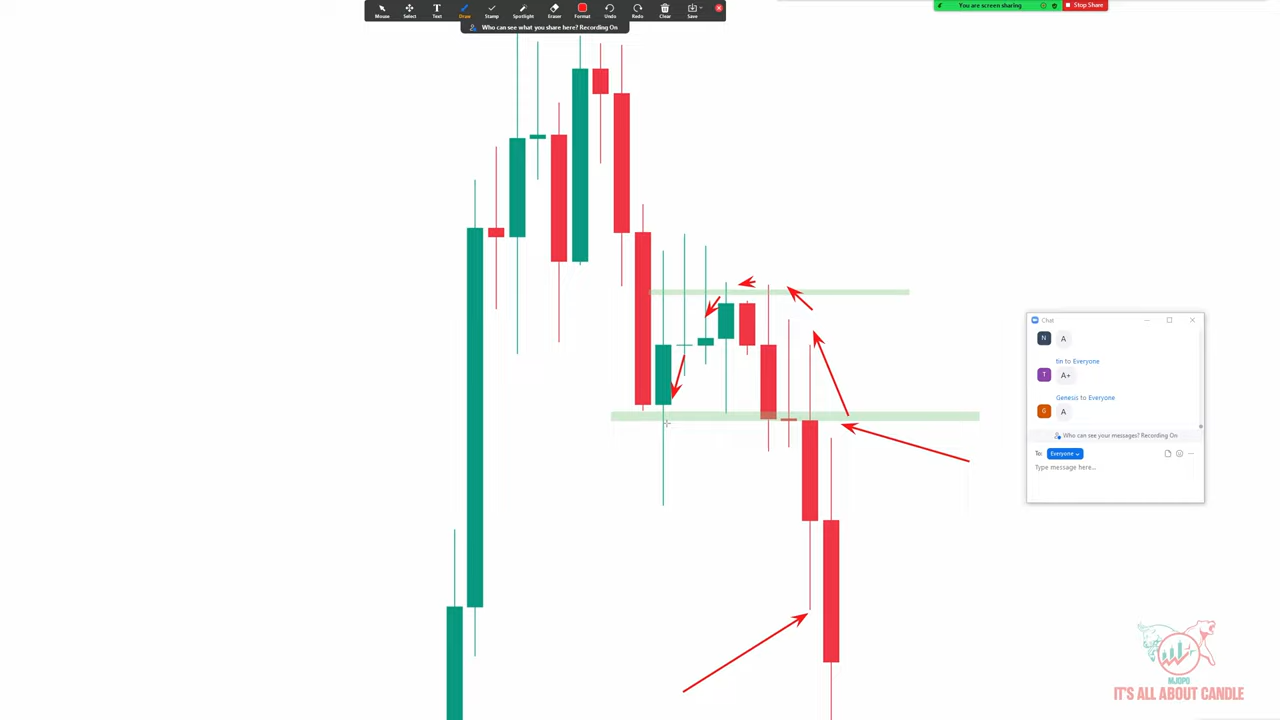 You are screen sharing
Stop Share
Mouse
Select
Text
Draw
Stamp
Spotlight
Eraser
Format
Undo
Redo
Clear
Save
Who can see what you share here? Recording On
Chat
N
A
tin to Everyone
T
A+
Genesis to Everyone
G
A
Who can see your messages? Recording On
To: Everyone
Type message here...
MJOPO
IT'S ALL ABOUT CANDLE